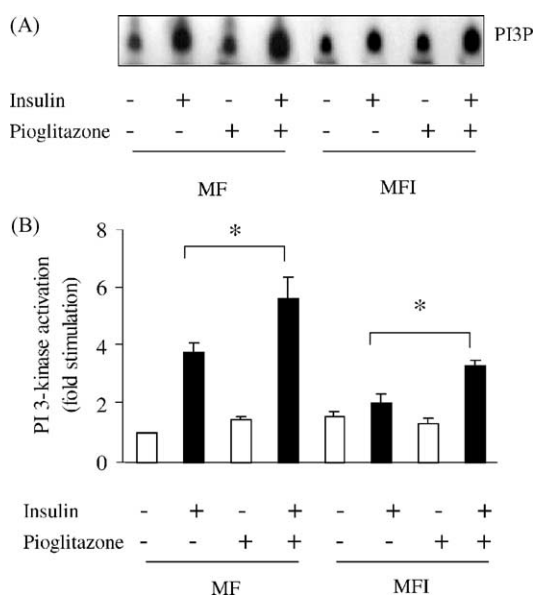 (A)
PI3P
Insulin - + - + - + - +
Pioglitazone - - + + - - + +
MF MFI
(B)
PI 3-kinase activation
(fold stimulation)
8
6
4
2
0
*
*
Insulin - + - + - + - +
Pioglitazone - - + + - - + +
MF MFI